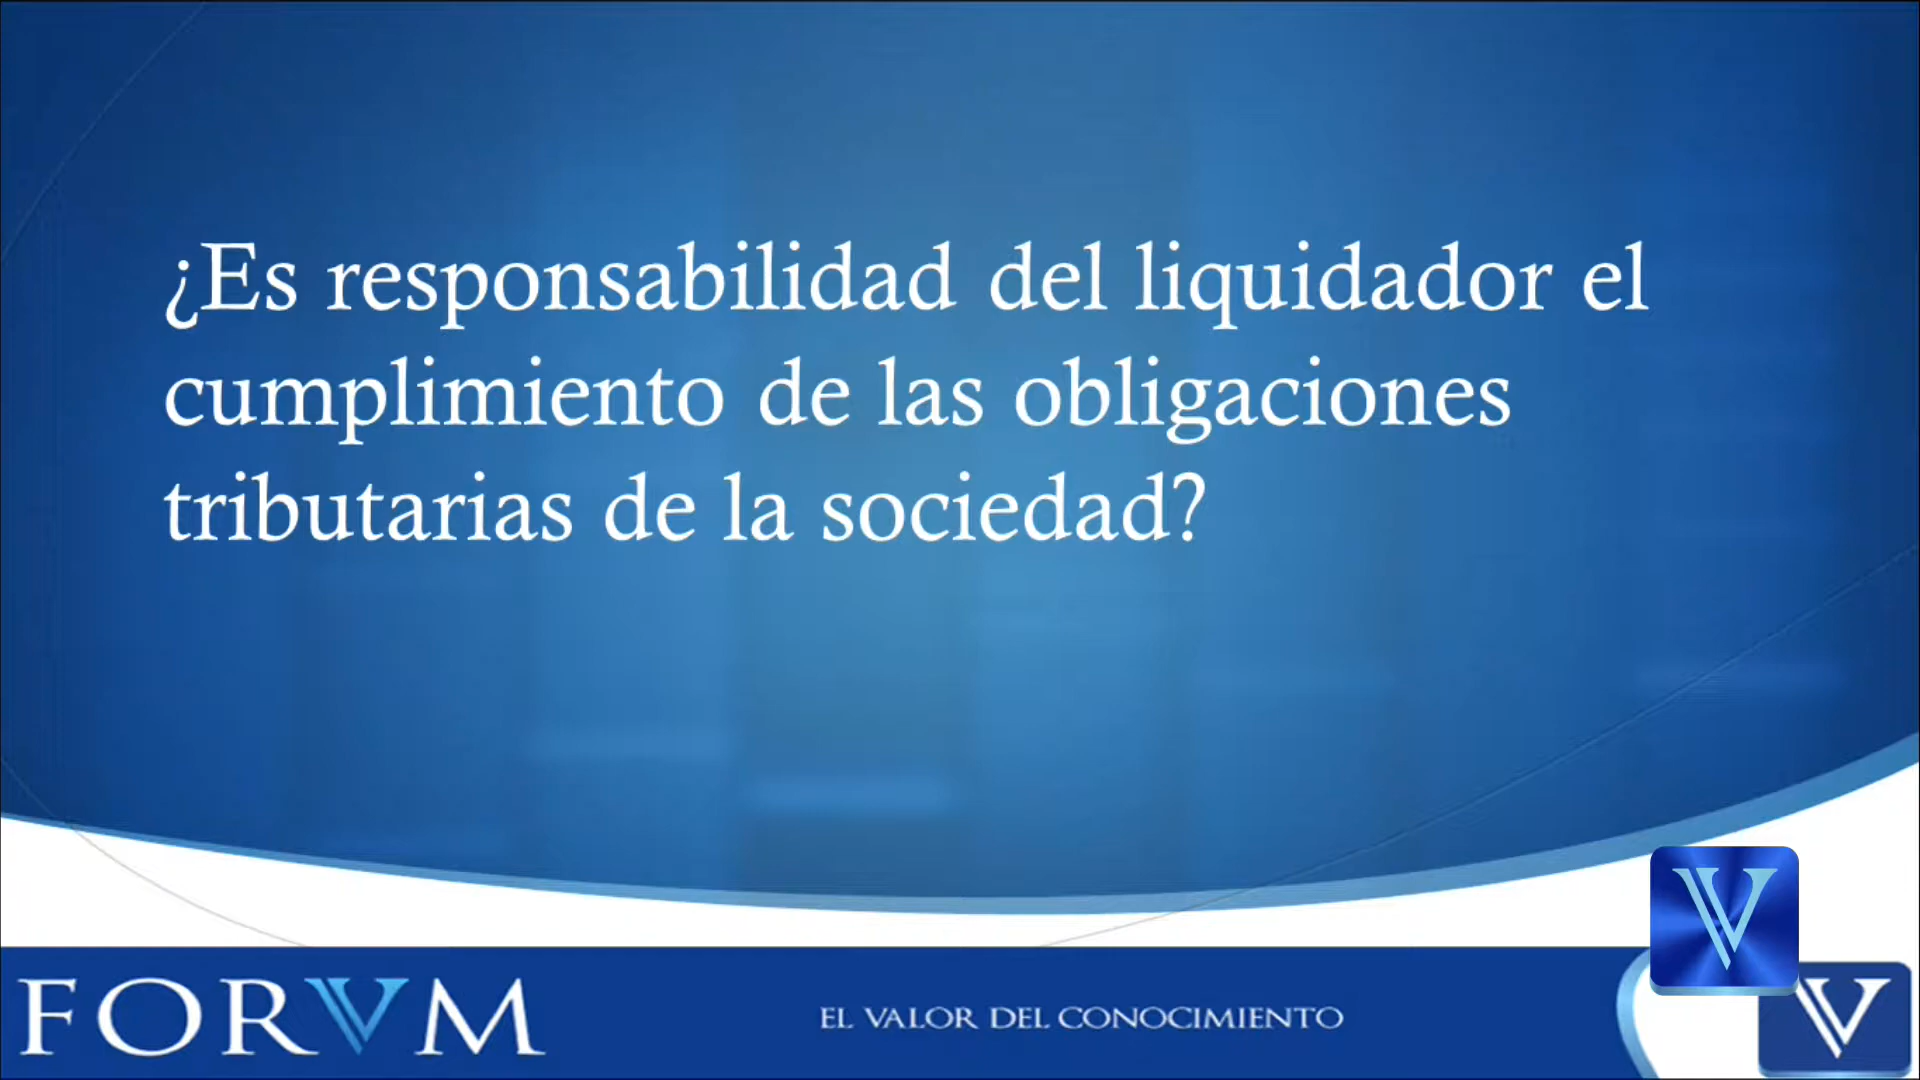 ¿Es responsabilidad del liquidador el
cumplimiento de las obligaciones
tributarias de la sociedad?
V
FORVM
EL VALOR DEL CONOCIMIENTO
V